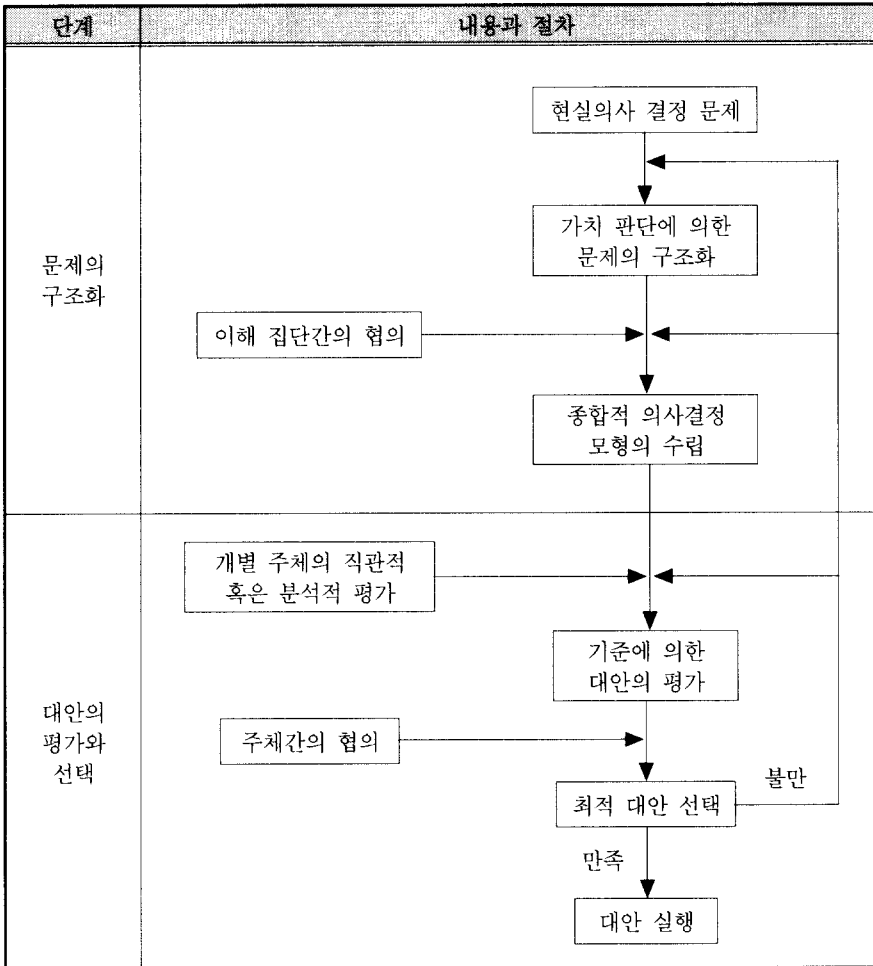 단계
내용과 절차
문제의
구조화
현실의사 결정 문제
가치 판단에 의한
문제의 구조화
이해 집단간의 협의
종합적 의사결정
모형의 수립
대안의
평가와
선택
개별 주체의 직관적
혹은 분석적 평가
기준에 의한
대안의 평가
주체간의 협의
최적 대안 선택
불만
만족
대안 실행